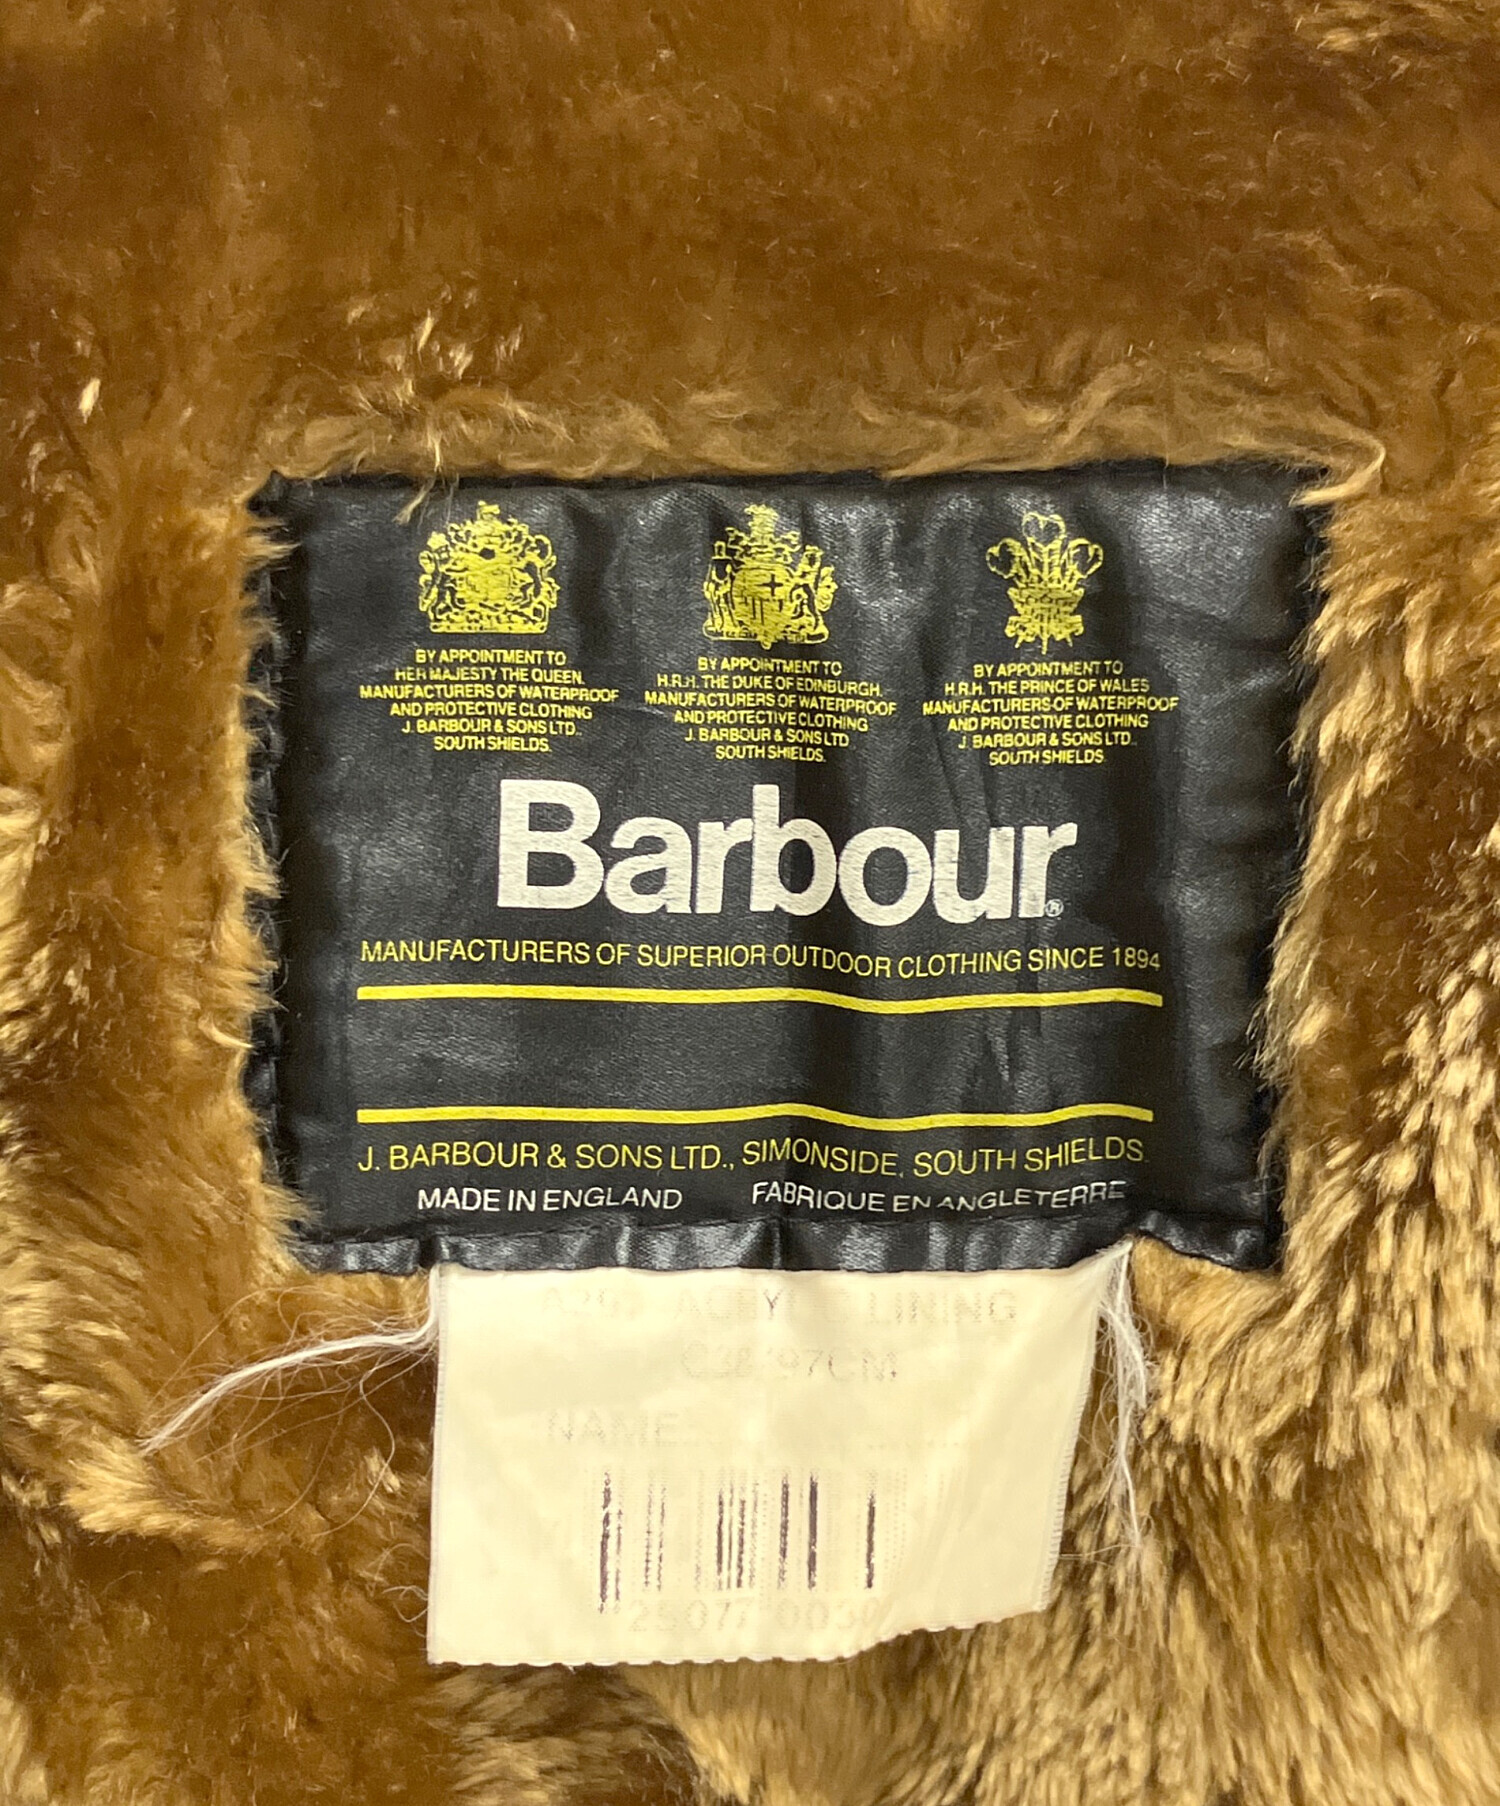 BY APPOINTMENT TO
HER MAJESTY THE QUEEN.
MANUFACTURERS OF WATERPROOF
AND PROTECTIVE CLOTHING
J. BARBOUR & SONS LTD.,
SOUTH SHIELDS.
BY APPOINTMENT TO
H.R.H. THE DUKE OF EDINBURGH.
MANUFACTURERS OF WATERPROOF
AND PROTECTIVE CLOTHING
J. BARBOUR & SONS LTD
SOUTH SHIELDS.
BY APPOINTMENT TO
H.R.H. THE PRINCE OF WALES
MANUFACTURERS OF WATERPROOF
AND PROTECTIVE CLOTHING
J. BARBOUR & SONS LTD.
SOUTH SHIELDS
Barbour®
MANUFACTURERS OF SUPERIOR OUTDOOR CLOTHING SINCE 1894
J. BARBOUR & SONS LTD., SIMONSIDE, SOUTH SHIELDS.
MADE IN ENGLAND FABRIQUE EN ANGLETERRE
LINING
NAME